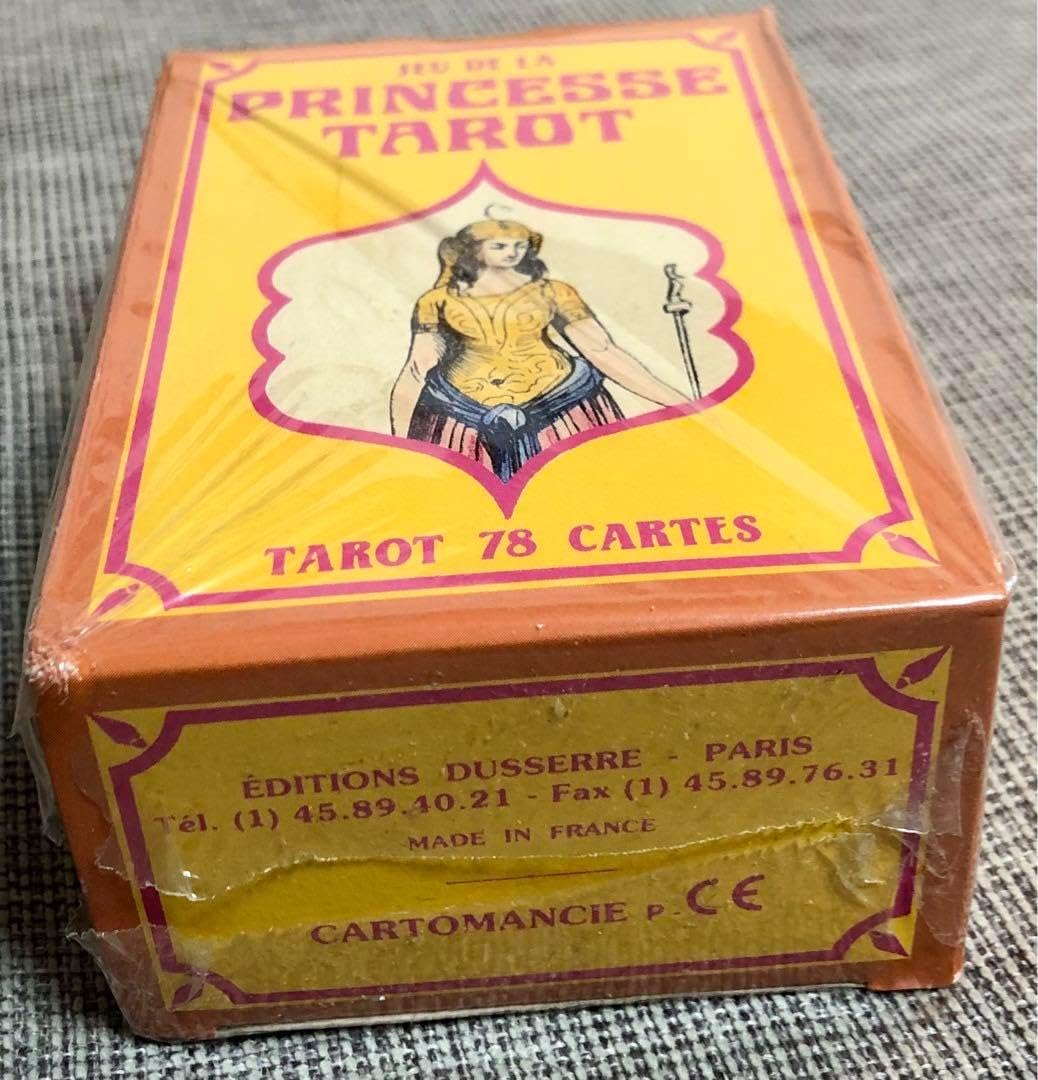 JEU DE LA
PRINCESSE
TAROT
TAROT 78 CARTES
ÉDITIONS DUSSERRE - PARIS
Tél. (1) 45.89.40.21 - Fax (1) 45.89.76.31
MADE IN FRANCE
CARTOMANCIE P - CE